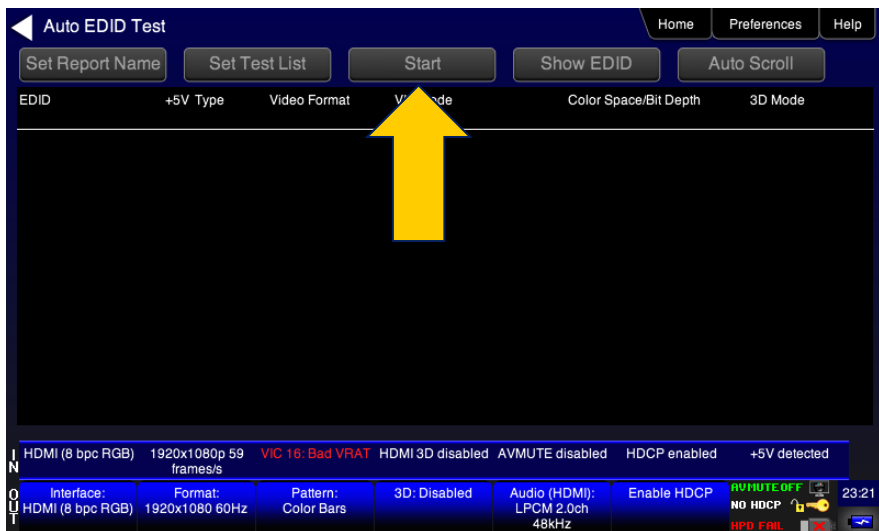 Auto EDID Test
Home
Preferences
Help
Set Report Name
Set Test List
Start
Show EDID
Auto Scroll
EDID
+5V Type
Video Format
Color Space/Bit Depth
3D Mode
IN
HDMI (8 bpc RGB)
1920x1080p 59
frames/s
VIC 16: Bad VRAT
HDMI 3D disabled
AVMUTE disabled
HDCP enabled
+5V detected
OUT
Interface:
HDMI (8 bpc RGB)
Format:
1920x1080 60Hz
Pattern:
Color Bars
3D: Disabled
Audio (HDMI):
LPCM 2.0ch
48kHz
Enable HDCP
AVMUTEOFF
NO HDCP
HPD FAIL
23:21